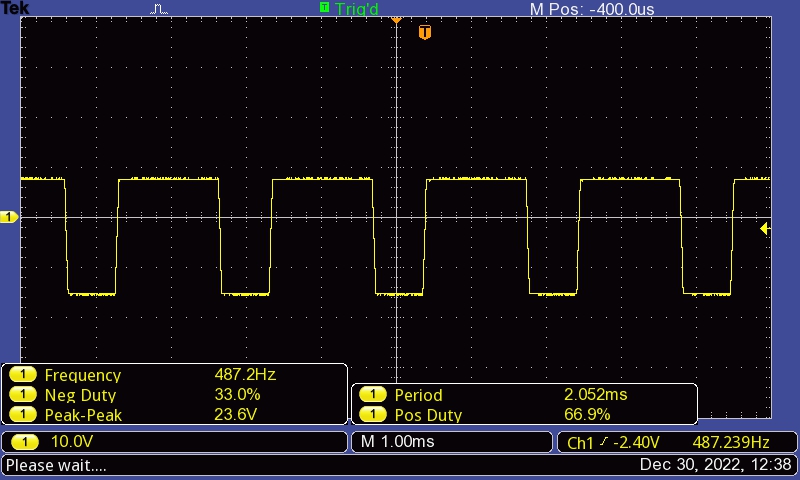 Tek T Trig'd M Pos: -400.0us
T
1
1 Frequency 487.2Hz
1 Neg Duty 33.0%
1 Peak-Peak 23.6V
1 Period 2.052ms
1 Pos Duty 66.9%
1 10.0V M 1.00ms Ch1 -2.40V 487.239Hz
Please wait.... Dec 30, 2022, 12:38